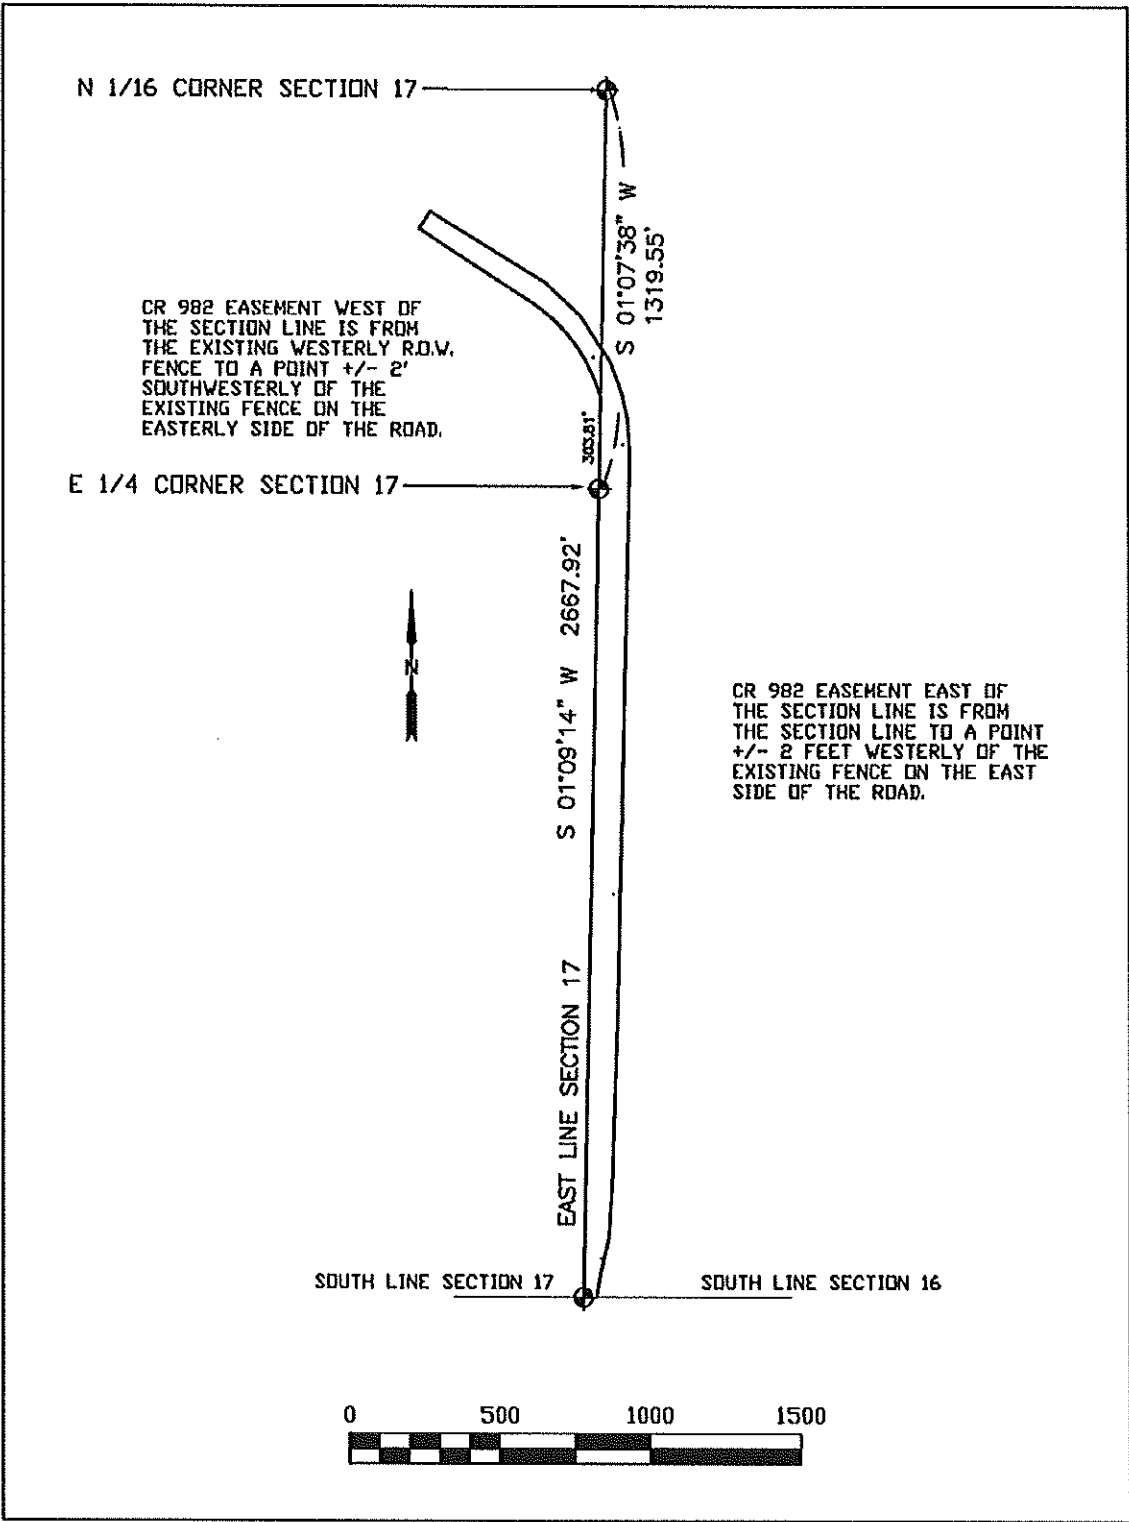 N 1/16 CORNER SECTION 17
S 01°07'38" W
1319.55'
CR 982 EASEMENT WEST OF
THE SECTION LINE IS FROM
THE EXISTING WESTERLY R.O.W.
FENCE TO A POINT +/- 2'
SOUTHWESTERLY OF THE
EXISTING FENCE ON THE
EASTERLY SIDE OF THE ROAD.
303.81'
E 1/4 CORNER SECTION 17
S 01°09'14" W 2667.92'
N
CR 982 EASEMENT EAST OF
THE SECTION LINE IS FROM
THE SECTION LINE TO A POINT
+/- 2 FEET WESTERLY OF THE
EXISTING FENCE ON THE EAST
SIDE OF THE ROAD.
EAST LINE SECTION 17
SOUTH LINE SECTION 17
SOUTH LINE SECTION 16
0 500 1000 1500